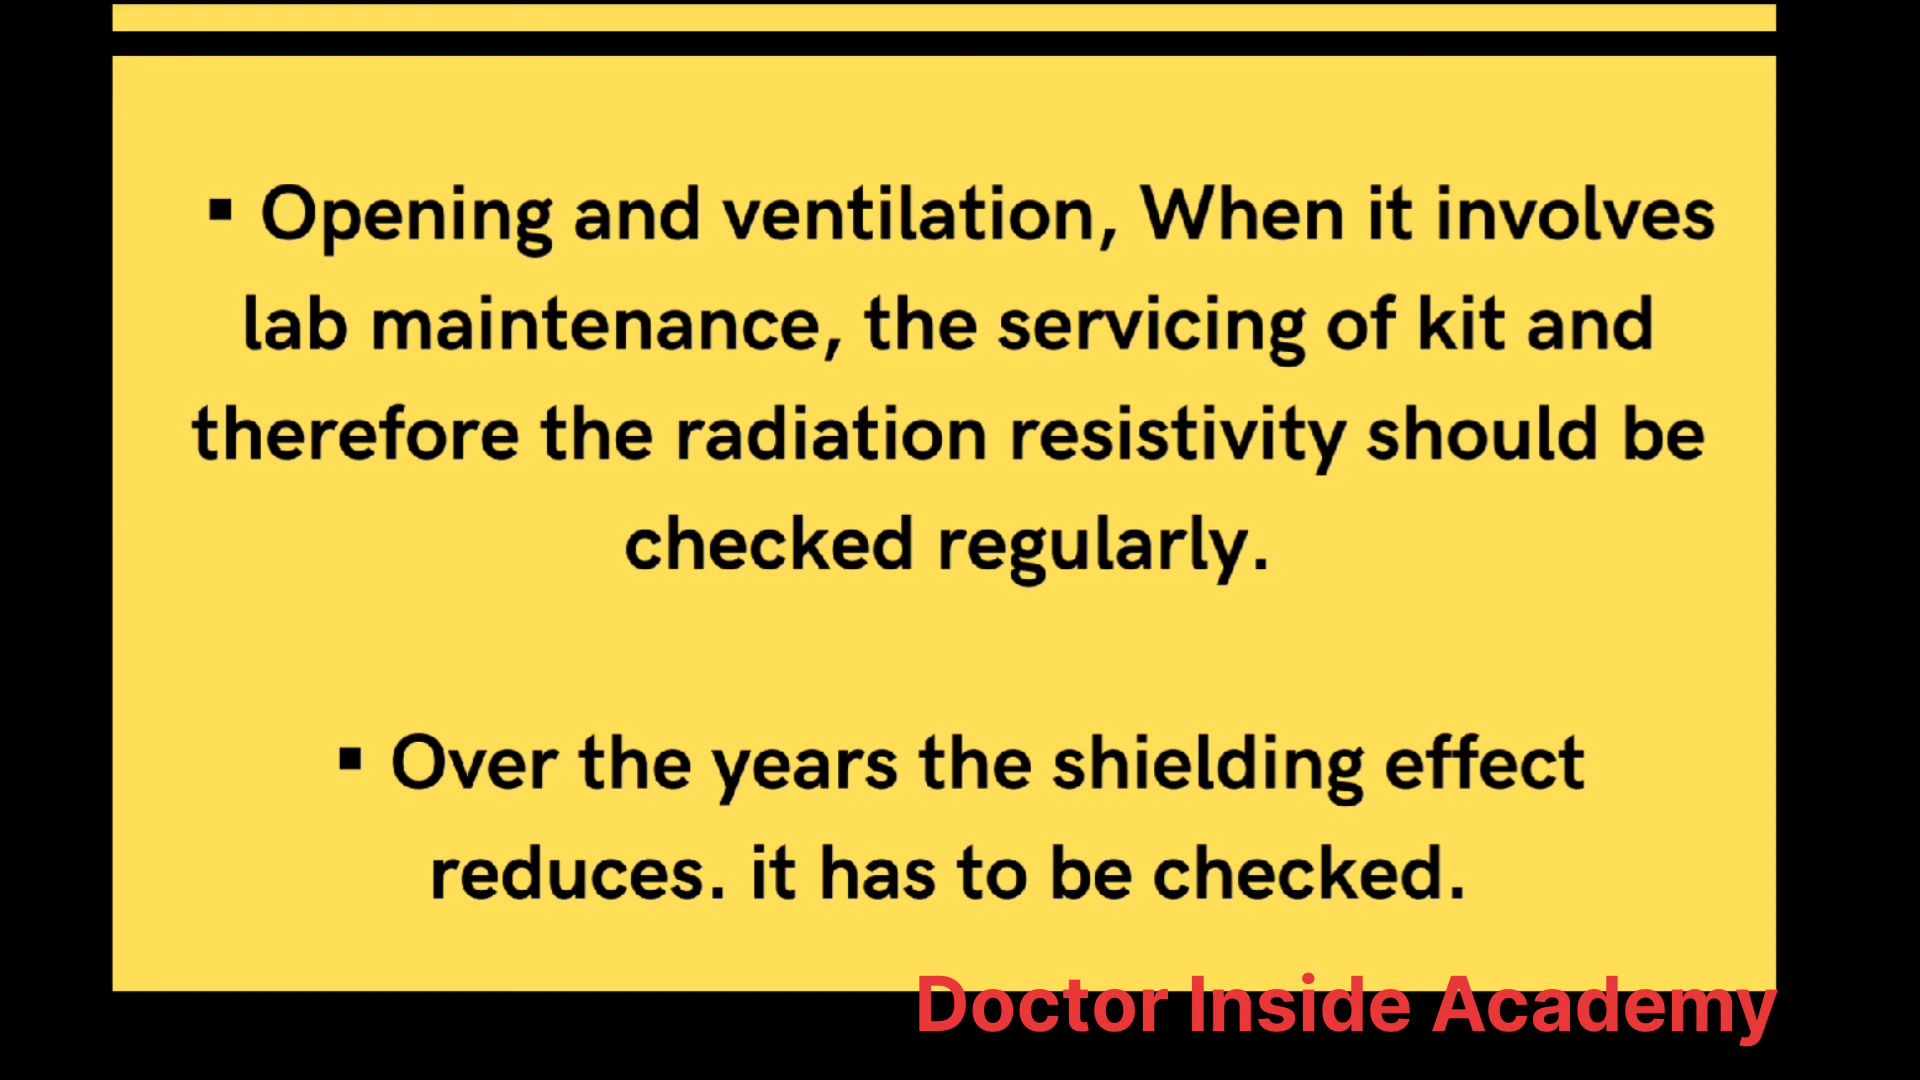 ▪ Opening and ventilation, When it involves
lab maintenance, the servicing of kit and
therefore the radiation resistivity should be
checked regularly.
▪ Over the years the shielding effect
reduces. it has to be checked.
Doctor Inside Academy